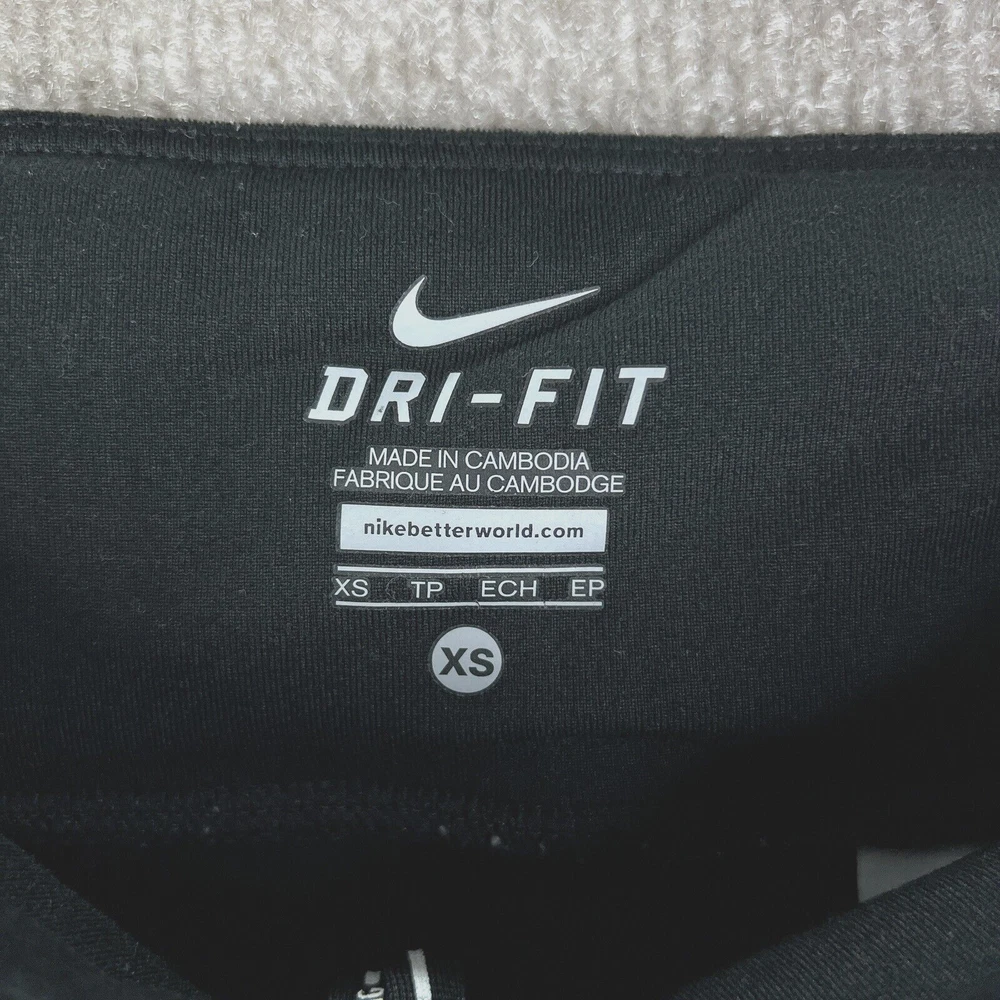 DRI-FIT
MADE IN CAMBODIA
FABRIQUE AU CAMBODGE
nikebetterworld.com
XS TP ECH EP
XS